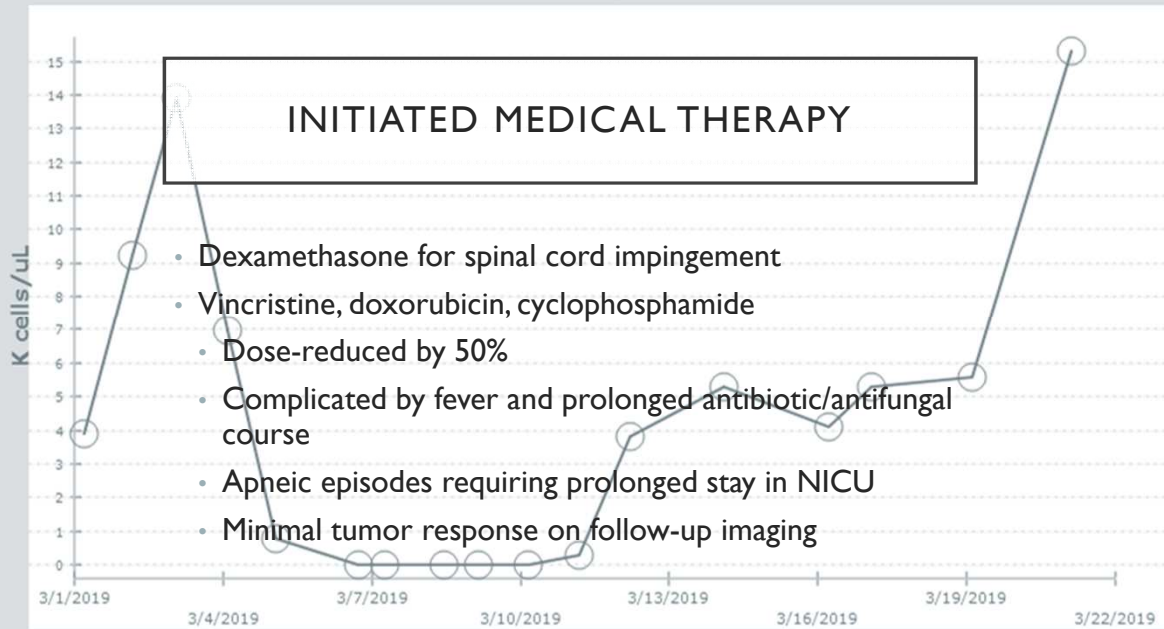 INITIATED MEDICAL THERAPY
• Dexamethasone for spinal cord impingement
• Vincristine, doxorubicin, cyclophosphamide
• Dose-reduced by 50%
• Complicated by fever and prolonged antibiotic/antifungal
course
• Apneic episodes requiring prolonged stay in NICU
• Minimal tumor response on follow-up imaging
K cells/uL
15
14
13
12
11
10
9
8
7
6
5
4
3
2
1
0
3/1/2019
3/4/2019
3/7/2019
3/10/2019
3/13/2019
3/16/2019
3/19/2019
3/22/2019